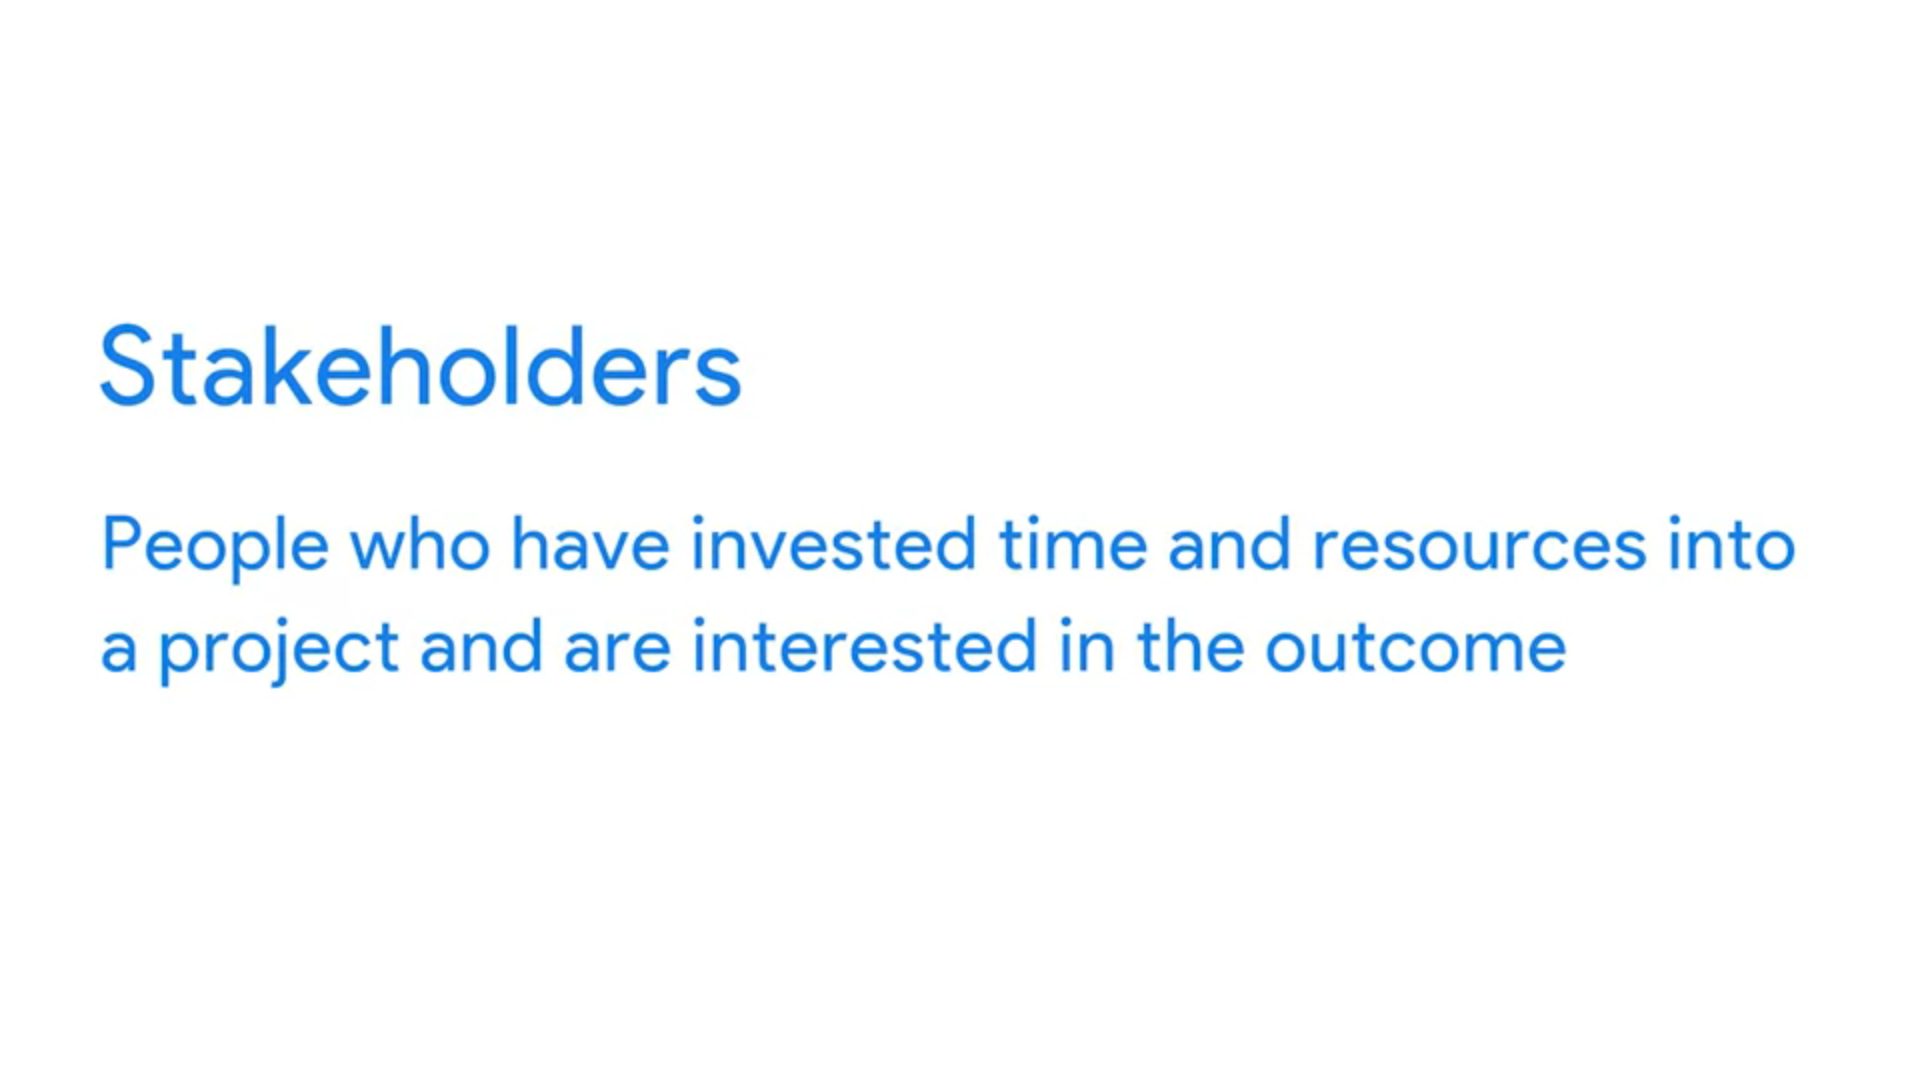 Stakeholders
People who have invested time and resources into
a project and are interested in the outcome